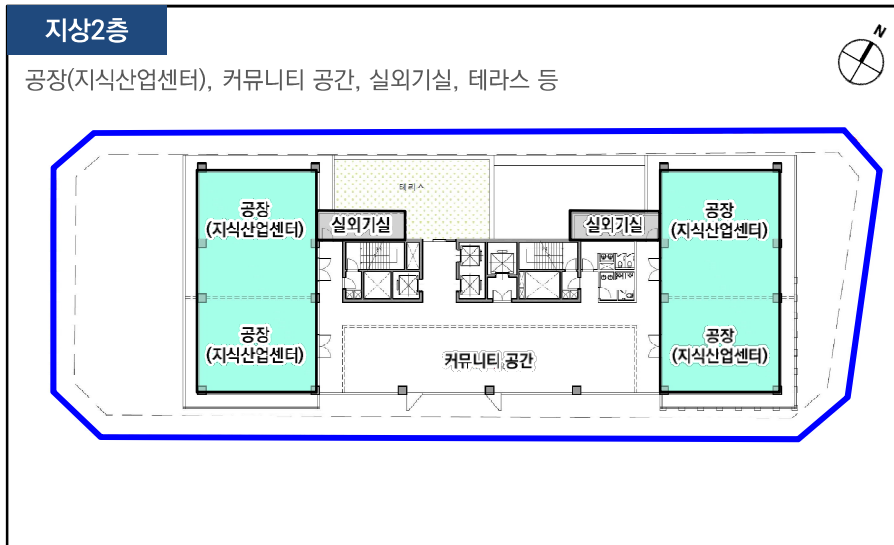 지상2층
N
공장(지식산업센터), 커뮤니티 공간, 실외기실, 테라스 등
테라스
공장
(지식산업센터)
실외기실
실외기실
공장
(지식산업센터)
공장
(지식산업센터)
커뮤니티 공간
공장
(지식산업센터)